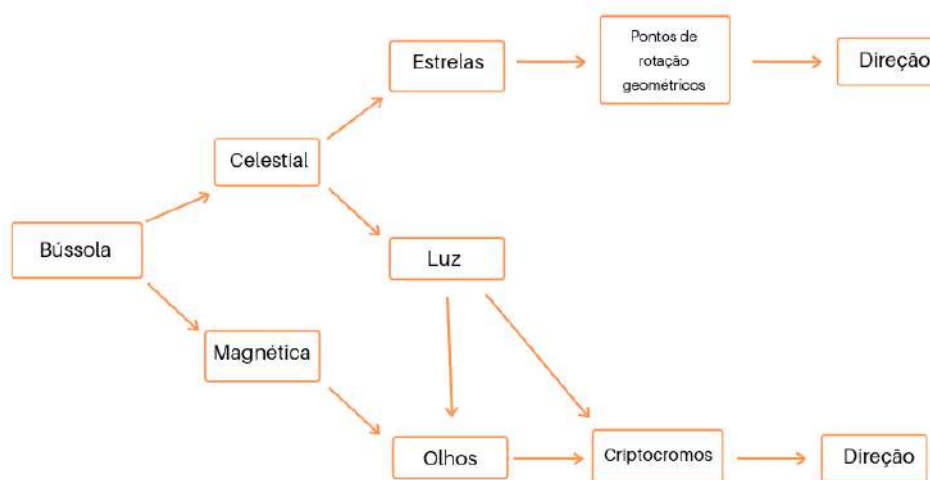 Estrelas
Pontos de
rotação
geométricos
Direção
Celestial
Bússola
Luz
Magnética
Olhos
Criptocromos
Direção